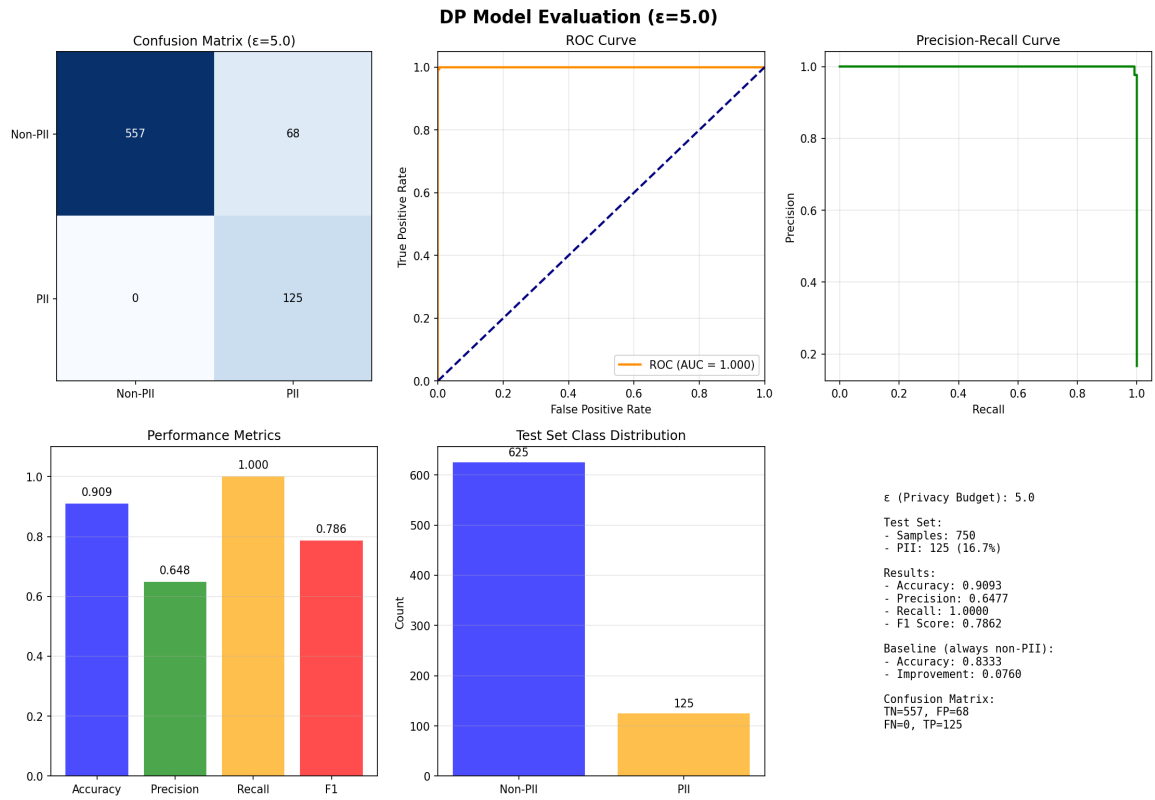 DP Model Evaluation (ε=5.0)
Confusion Matrix (ε=5.0)
Non-PII
557
68
PII
0
125
Non-PII
PII
ROC Curve
True Positive Rate
1.0
0.8
0.6
0.4
0.2
0.0
ROC (AUC = 1.000)
0.0
0.2
0.4
0.6
0.8
1.0
False Positive Rate
Precision-Recall Curve
Precision
1.0
0.8
0.6
0.4
0.2
0.0
0.2
0.4
0.6
0.8
1.0
Recall
Performance Metrics
1.0
0.8
0.6
0.4
0.2
0.0
0.909
0.648
1.000
0.786
Accuracy
Precision
Recall
F1
Test Set Class Distribution
Count
600
500
400
300
200
100
0
625
125
Non-PII
PII
ε (Privacy Budget): 5.0
Test Set:
- Samples: 750
- PII: 125 (16.7%)
Results:
- Accuracy: 0.9093
- Precision: 0.6477
- Recall: 1.0000
- F1 Score: 0.7862
Baseline (always non-PII):
- Accuracy: 0.8333
- Improvement: 0.0760
Confusion Matrix:
TN=557, FP=68
FN=0, TP=125